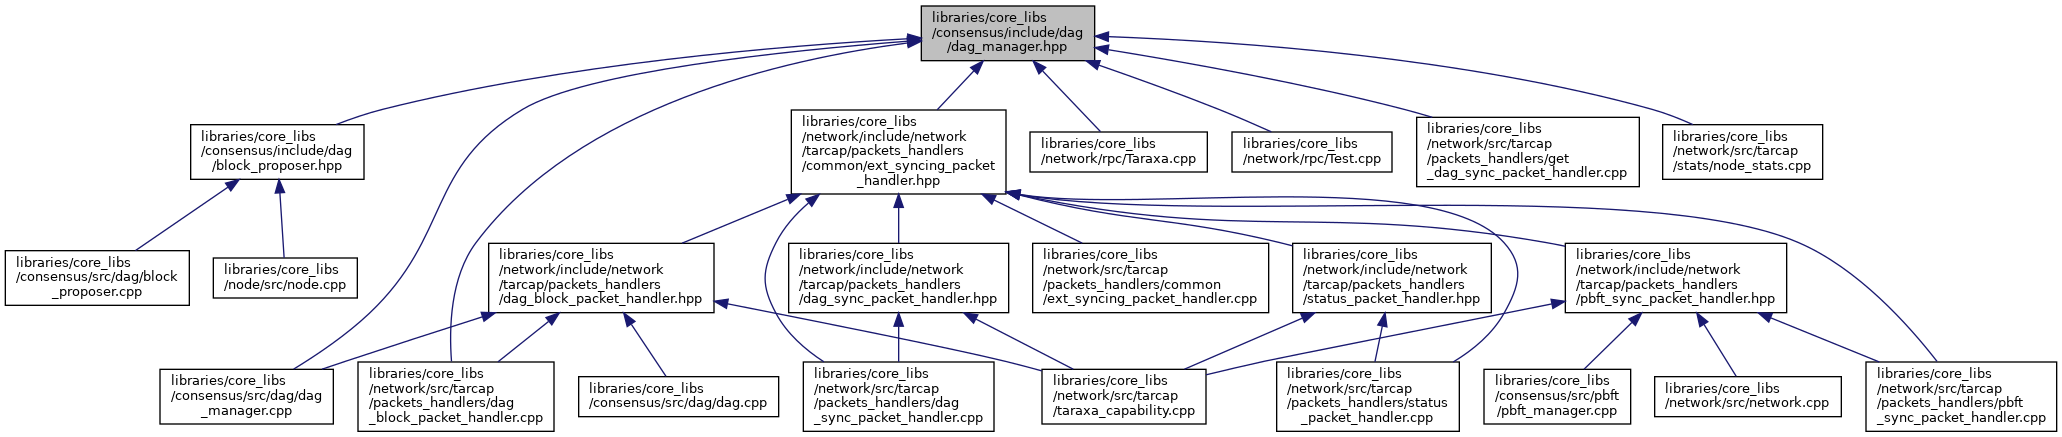 libraries/core_libs
/consensus/include/dag
/dag_manager.hpp
libraries/core_libs
/consensus/include/dag
/block_proposer.hpp
libraries/core_libs
/network/include/network
/tarcap/packets_handlers
/common/ext_syncing_packet
_handler.hpp
libraries/core_libs
/network/rpc/Taraxa.cpp
libraries/core_libs
/network/rpc/Test.cpp
libraries/core_libs
/network/src/tarcap
/packets_handlers/get
_dag_sync_packet_handler.cpp
libraries/core_libs
/network/src/tarcap
/stats/node_stats.cpp
libraries/core_libs
/consensus/src/dag/block
_proposer.cpp
libraries/core_libs
/node/src/node.cpp
libraries/core_libs
/network/include/network
/tarcap/packets_handlers
/dag_block_packet_handler.hpp
libraries/core_libs
/network/include/network
/tarcap/packets_handlers
/dag_sync_packet_handler.hpp
libraries/core_libs
/network/src/tarcap
/packets_handlers/common
/ext_syncing_packet_handler.cpp
libraries/core_libs
/network/include/network
/tarcap/packets_handlers
/status_packet_handler.hpp
libraries/core_libs
/network/include/network
/tarcap/packets_handlers
/pbft_sync_packet_handler.hpp
libraries/core_libs
/consensus/src/dag/dag
_manager.cpp
libraries/core_libs
/network/src/tarcap
/packets_handlers/dag
_block_packet_handler.cpp
libraries/core_libs
/consensus/src/dag/dag.cpp
libraries/core_libs
/network/src/tarcap
/packets_handlers/dag
_sync_packet_handler.cpp
libraries/core_libs
/network/src/tarcap
/taraxa_capability.cpp
libraries/core_libs
/network/src/tarcap
/packets_handlers/status
_packet_handler.cpp
libraries/core_libs
/consensus/src/pbft
/pbft_manager.cpp
libraries/core_libs
/network/src/network.cpp
libraries/core_libs
/network/src/tarcap
/packets_handlers/pbft
_sync_packet_handler.cpp